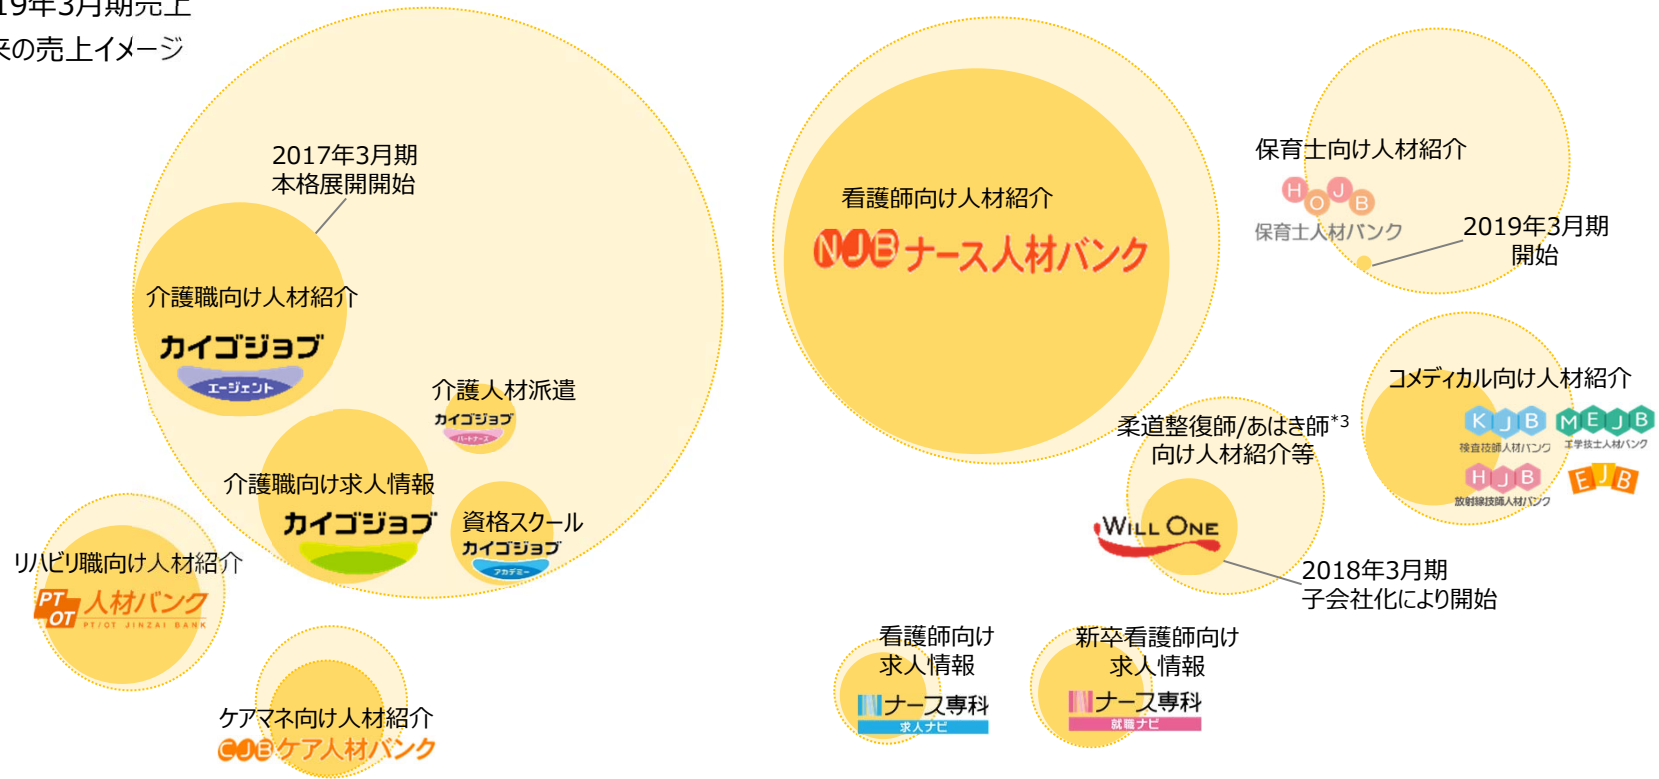 19年3月期売上
来の売上イメージ
2017年3月期
本格展開開始
介護職向け人材紹介
カイゴジョブ
エージェント
介護人材派遣
カイゴジョブ
パートナーズ
介護職向け求人情報
カイゴジョブ
資格スクール
カイゴジョブ
アカデミー
リハビリ職向け人材紹介
PT
OT
人材バンク
PT/OT JINZAI BANK
ケアマネ向け人材紹介
CJB ケア人材バンク
看護師向け人材紹介
NJB ナース人材バンク
保育士向け人材紹介
HOJB
保育士人材バンク
2019年3月期
開始
コメディカル向け人材紹介
KJB
検査技師人材バンク
MEJB
工学技士人材バンク
HJB
放射線技師人材バンク
EJB
柔道整復師/あはき師*3
向け人材紹介等
WILL ONE
2018年3月期
子会社化により開始
看護師向け
求人情報
ナース専科
求人ナビ
新卒看護師向け
求人情報
ナース専科
就職ナビ